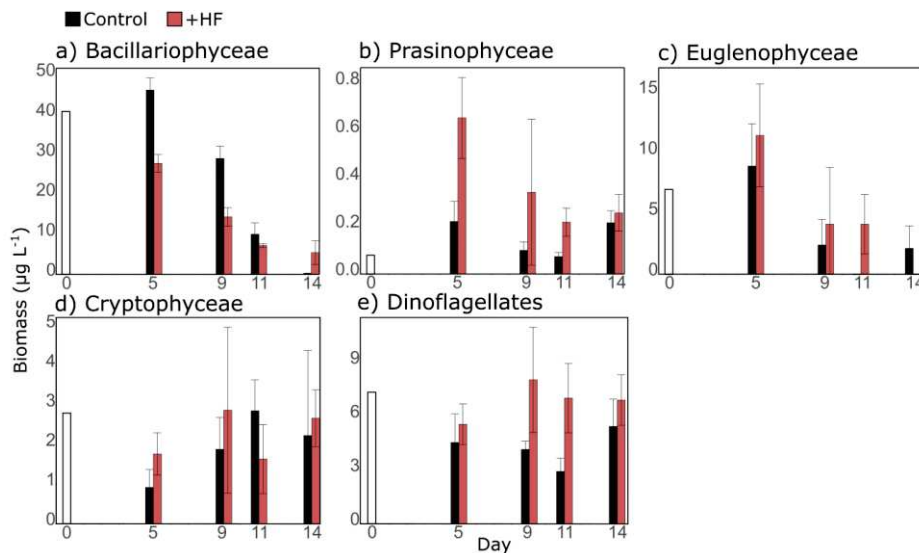 Control +HF
a) Bacillariophyceae
50
40
30
20
10
0
0 5 9 11 14
b) Prasinophyceae
0.8
0.6
0.4
0.2
0.0
0 5 9 11 14
c) Euglenophyceae
15
10
5
0
0 5 9 11 14
Biomass (µg L⁻¹)
d) Cryptophyceae
5
4
3
2
1
0
0 5 9 11 14
e) Dinoflagellates
9
6
3
0
0 5 9 11 14
Day